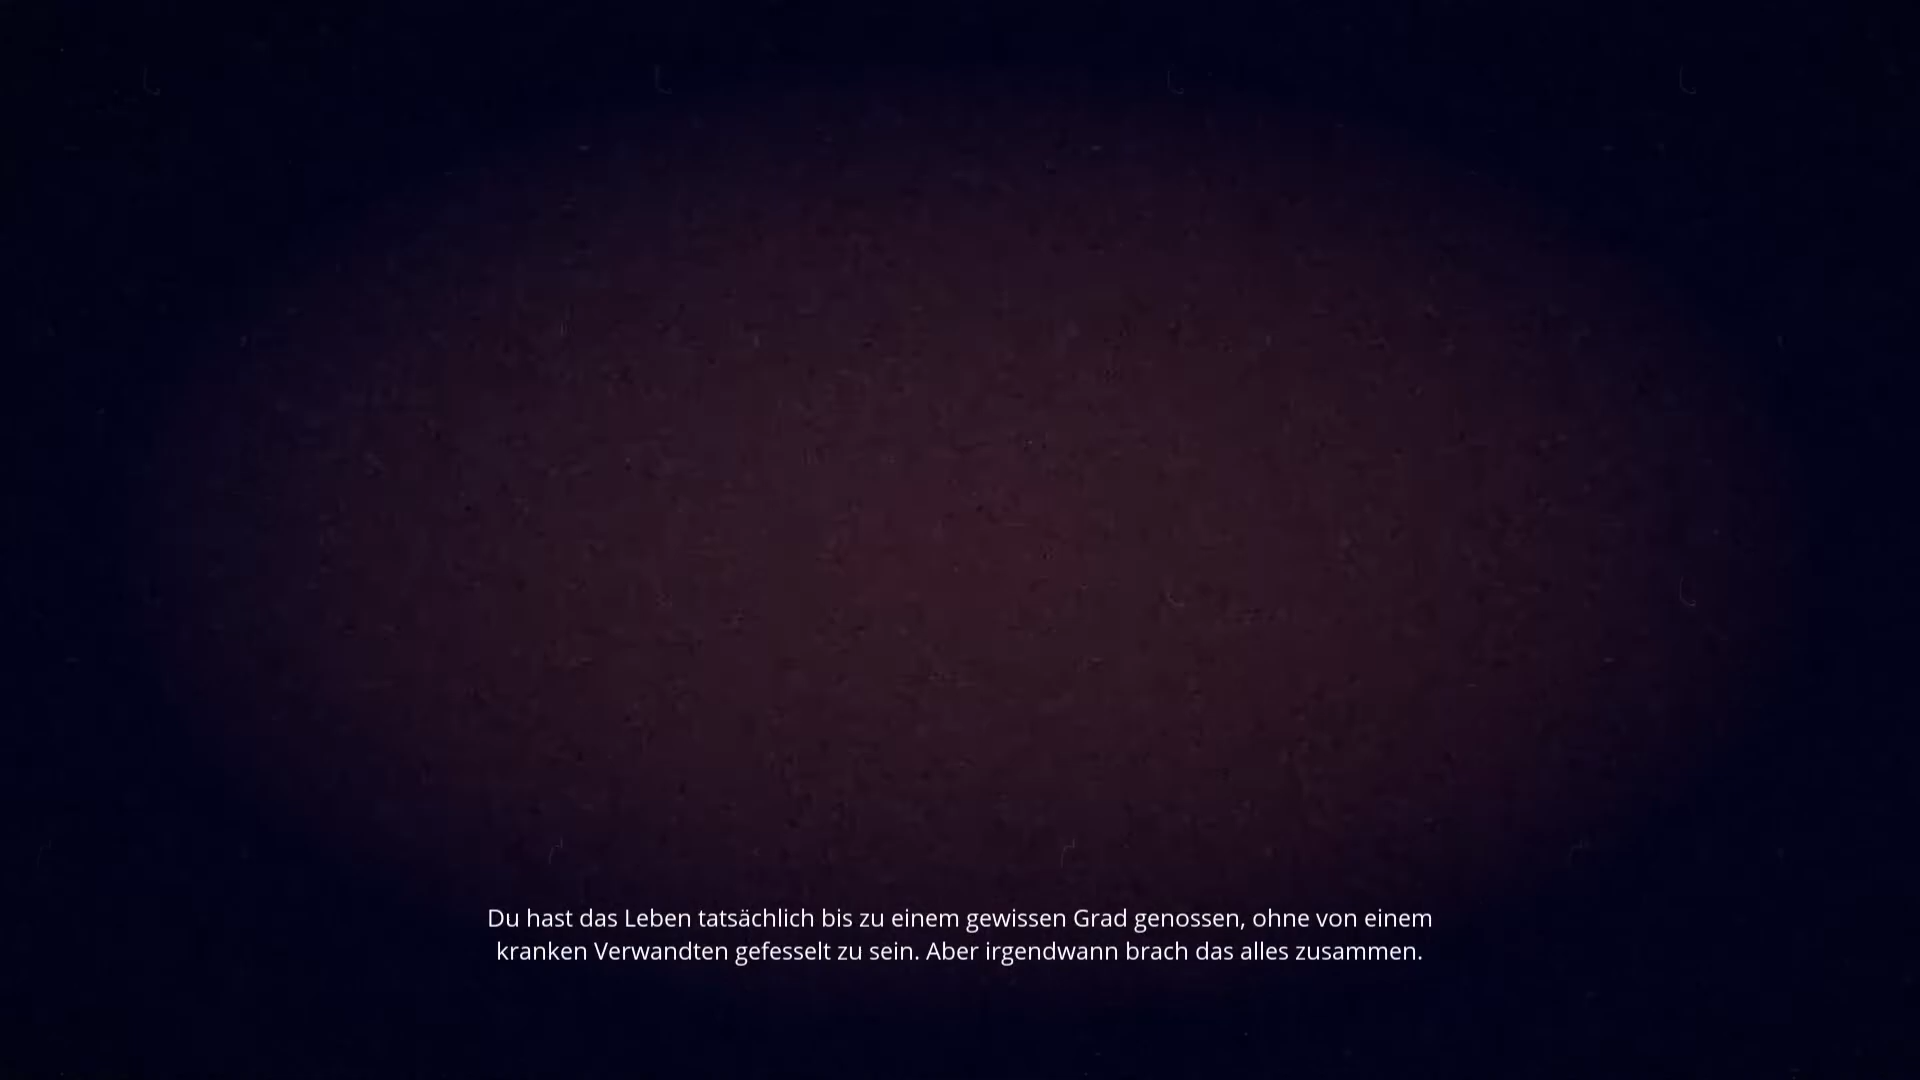 Du hast das Leben tatsächlich bis zu einem gewissen Grad genossen, ohne von einem
kranken Verwandten gefesselt zu sein. Aber irgendwann brach das alles zusammen.